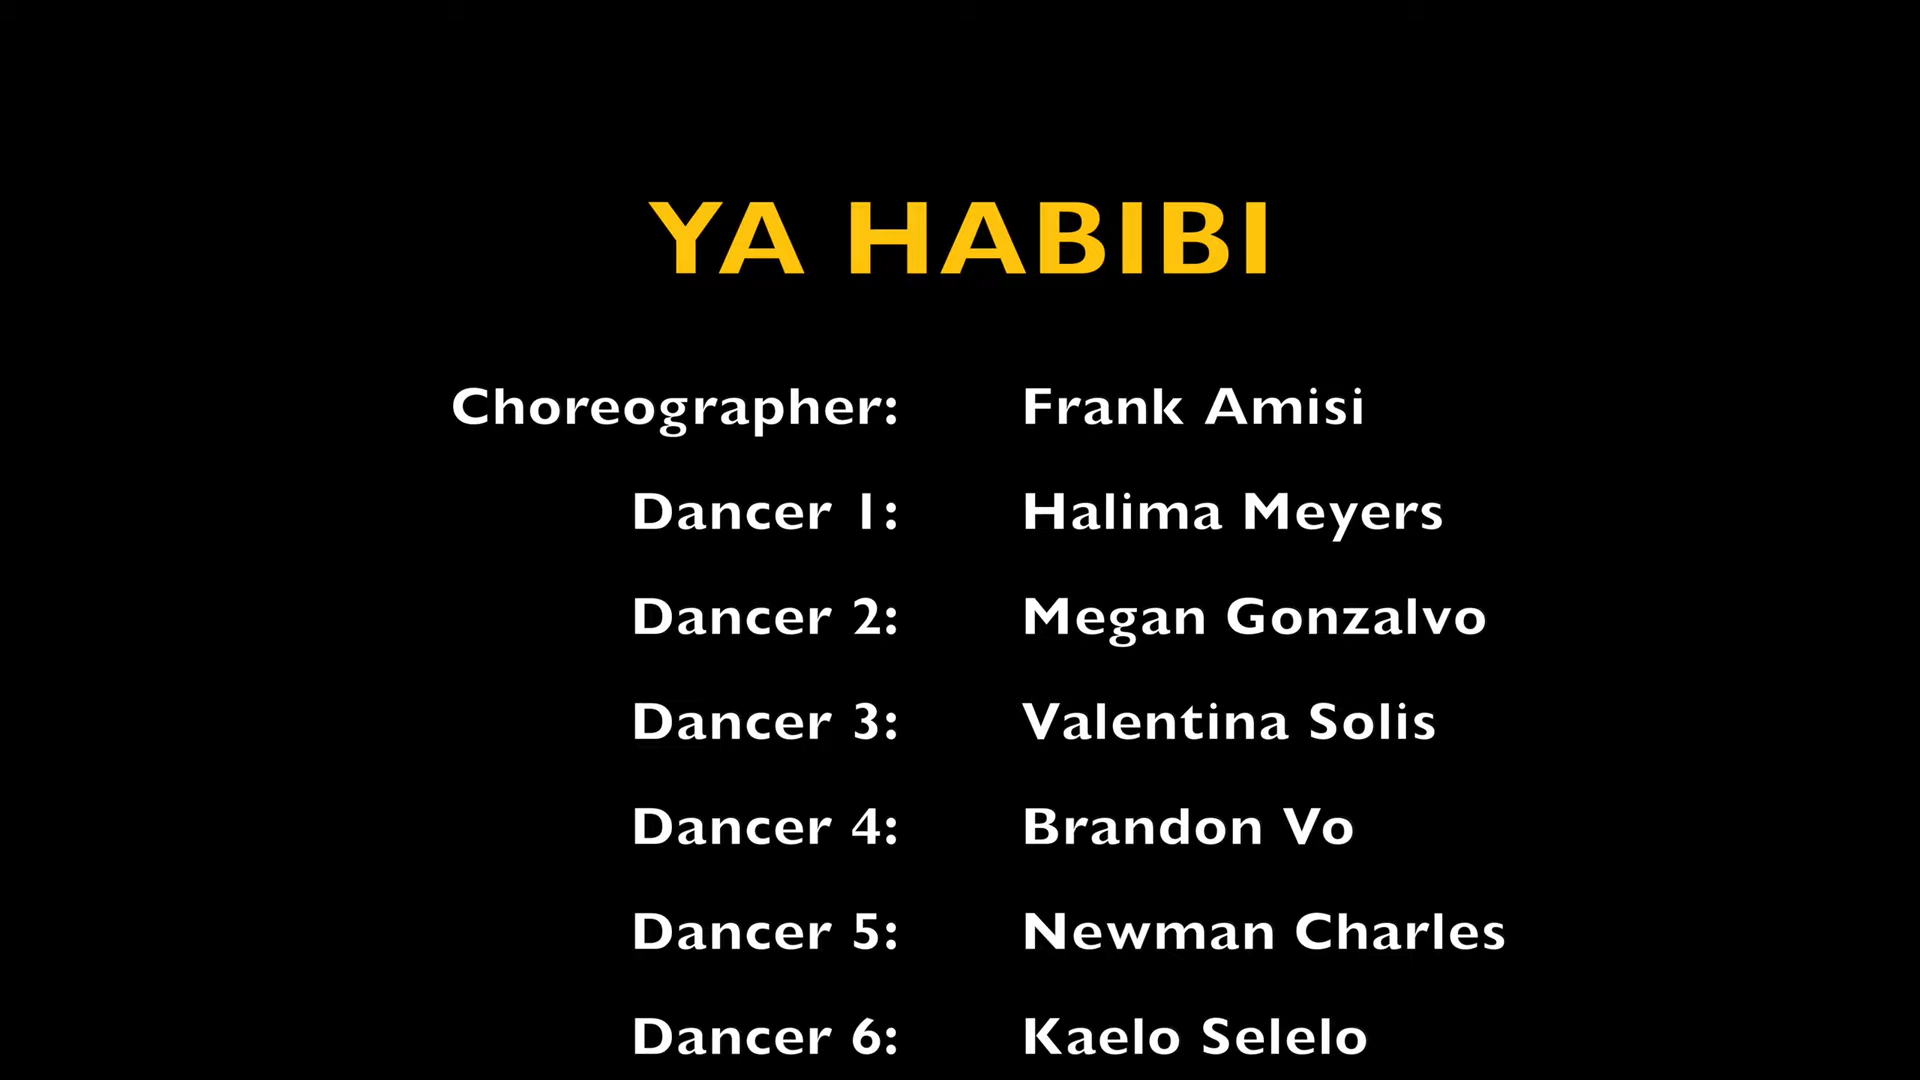 YA HABIBI
Choreographer: Frank Amisi
Dancer 1: Halima Meyers
Dancer 2: Megan Gonzalvo
Dancer 3: Valentina Solis
Dancer 4: Brandon Vo
Dancer 5: Newman Charles
Dancer 6: Kaelo Selelo